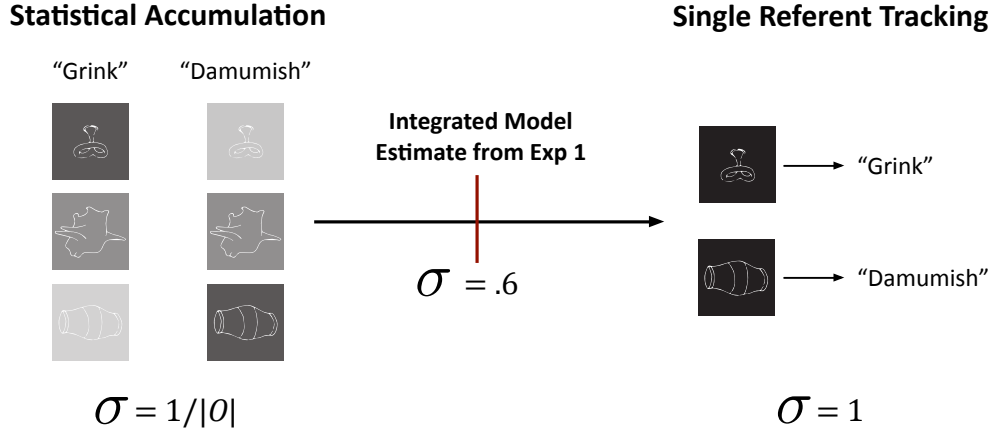 Statistical Accumulation
Single Referent Tracking
“Grink” “Damumish”
Integrated Model
Estimate from Exp 1
“Grink”
“Damumish”
σ = .6
σ = 1/|O|
σ = 1